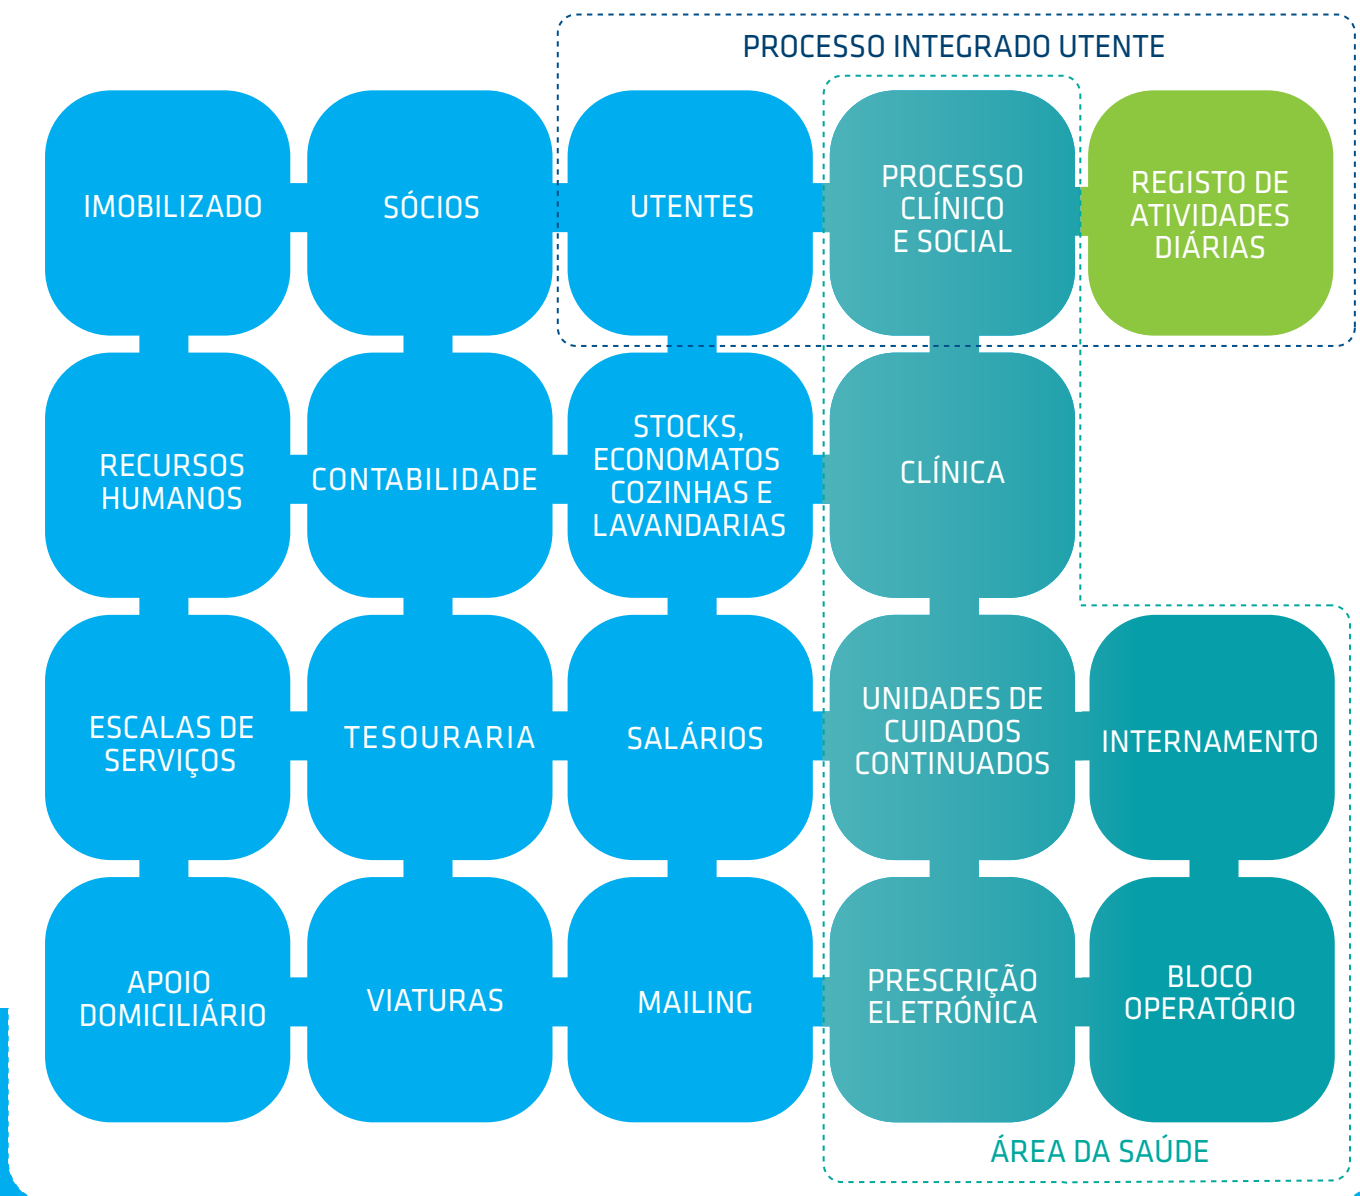 PROCESSO INTEGRADO UTENTE
IMOBILIZADO
SÓCIOS
UTENTES
PROCESSO
CLÍNICO
E SOCIAL
REGISTO DE
ATIVIDADES
DIÁRIAS
RECURSOS
HUMANOS
CONTABILIDADE
STOCKS,
ECONOMATOS
COZINHAS E
LAVANDARIAS
CLÍNICA
ESCALAS DE
SERVIÇOS
TESOURARIA
SALÁRIOS
UNIDADES DE
CUIDADOS
CONTINUADOS
INTERNAMENTO
APOIO
DOMICILIÁRIO
VIATURAS
MAILING
PRESCRIÇÃO
ELETRÓNICA
BLOCO
OPERATÓRIO
ÁREA DA SAÚDE